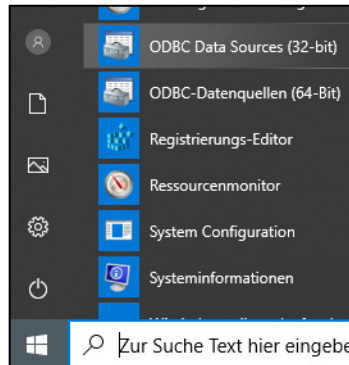 ODBC Data Sources (32-bit)
ODBC-Datenquellen (64-Bit)
Registrierungs-Editor
Ressourcenmonitor
System Configuration
Systeminformationen
Zur Suche Text hier eingebe